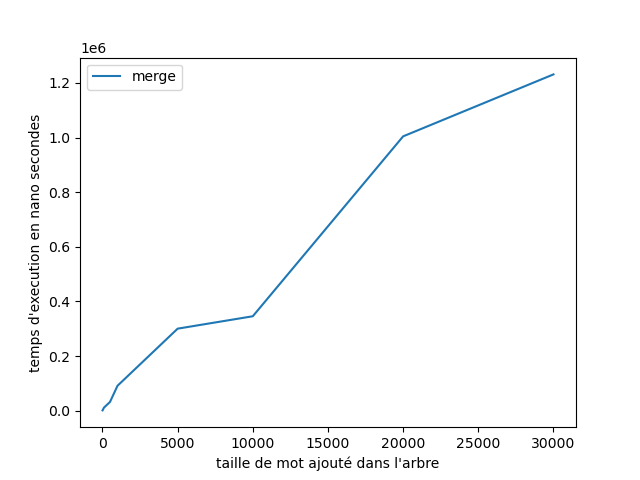 1e6
merge
1.2
1.0
0.8
0.6
0.4
0.2
0.0
temps d'execution en nano secondes
0 5000 10000 15000 20000 25000 30000
taille de mot ajouté dans l'arbre